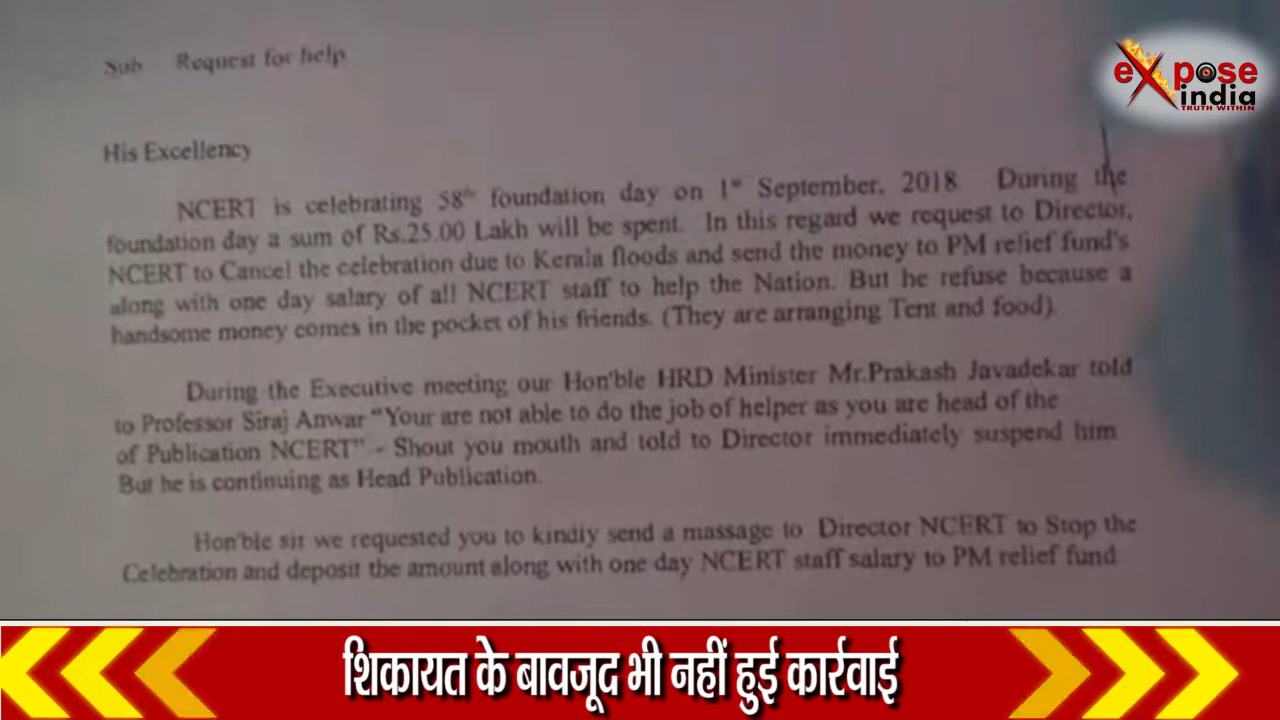 Sub Request for help
eXpose
india
TRUTH WITHIN
His Excellency
NCERT is celebrating 58th foundation day on 1st September, 2018 During the
foundation day a sum of Rs.25.00 Lakh will be spent. In this regard we request to Director,
NCERT to Cancel the celebration due to Kerala floods and send the money to PM relief fund's
along with one day salary of all NCERT staff to help the Nation. But he refuse because a
handsome money comes in the pocket of his friends. (They are arranging Tent and food).
During the Executive meeting our Hon'ble HRD Minister Mr.Prakash Javadekar told
to Professor Siraj Anwar "Your are not able to do the job of helper as you are head of the
of Publication NCERT" - Shout you mouth and told to Director immediately suspend him
But he is continuing as Head Publication.
Hon'ble sir we requested you to kindly send a massage to Director NCERT to Stop the
Celebration and deposit the amount along with one day NCERT staff salary to PM relief fund
शिकायत के बावजूद भी नहीं हुई कार्रवाई